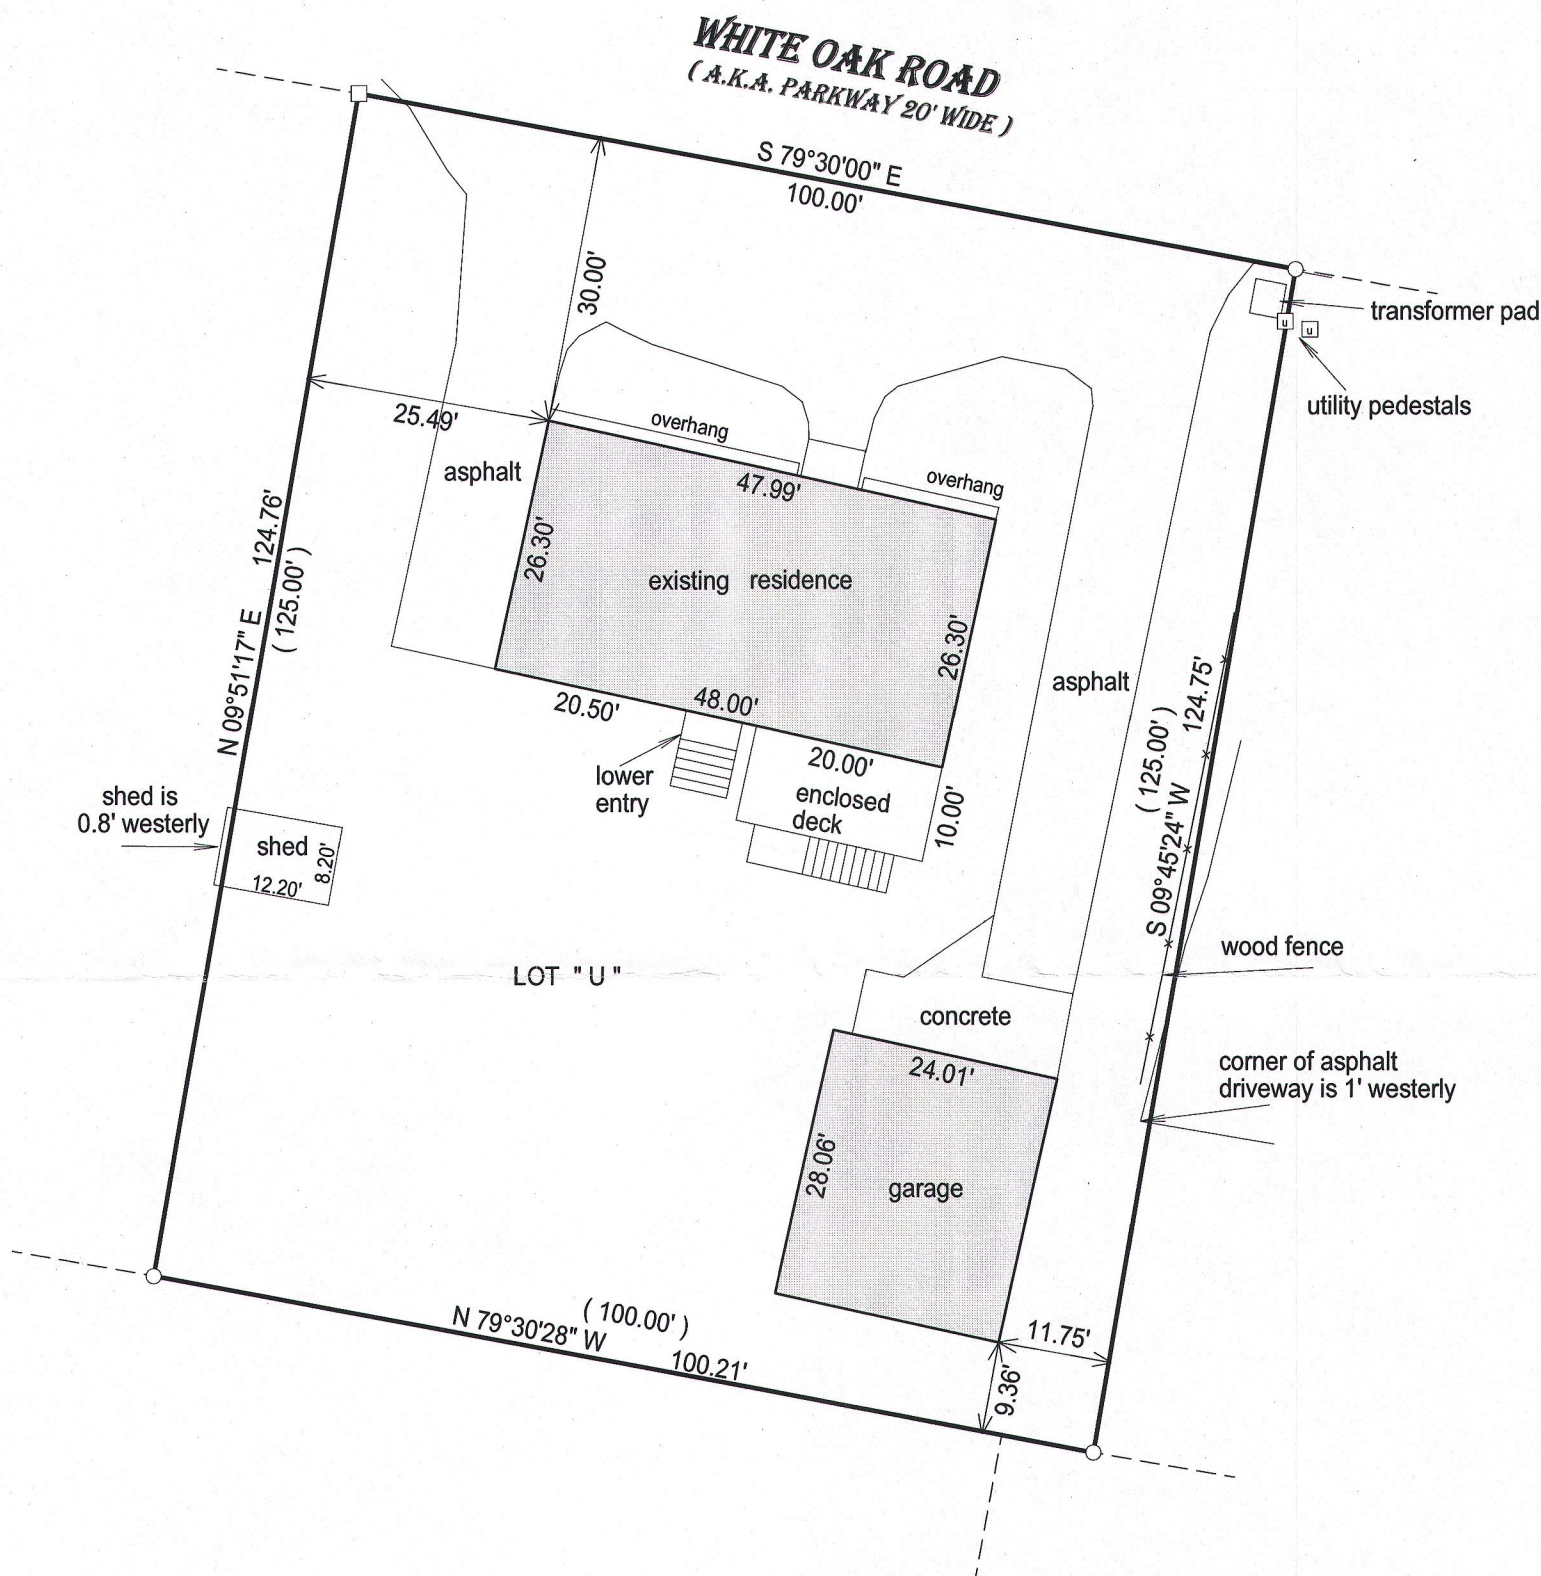 WHITE OAK ROAD
( A.K.A. PARKWAY 20' WIDE )
S 79°30'00" E
100.00'
30.00'
transformer pad
u
u
utility pedestals
25.49'
overhang
overhang
asphalt
47.99'
26.30'
existing residence
26.30'
N 09°51'17" E 124.76'
( 125.00' )
asphalt
20.50'
48.00'
20.00'
lower
entry
enclosed
deck
10.00'
S 09°45'24" W 124.75'
( 125.00' )
shed is
0.8' westerly
shed
8.20'
12.20'
wood fence
LOT " U "
concrete
24.01'
corner of asphalt
driveway is 1' westerly
28.06'
garage
( 100.00' )
N 79°30'28" W
100.21'
11.75'
9.36'